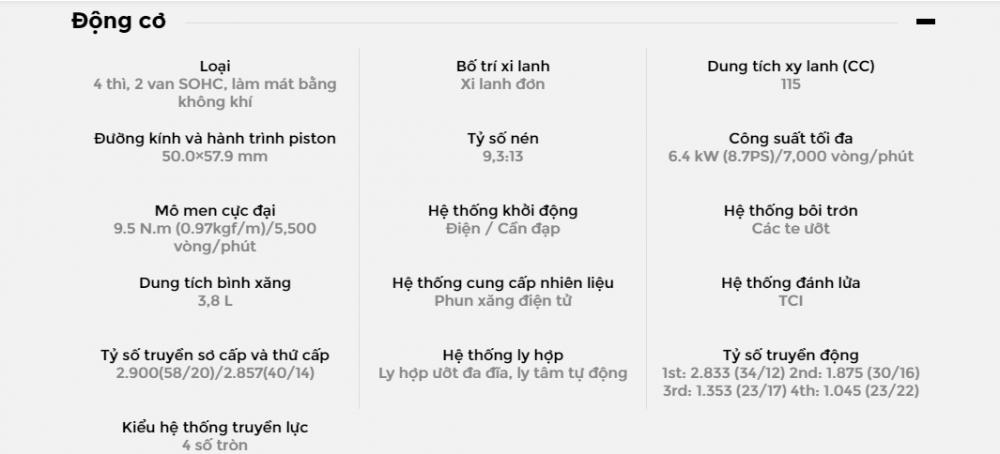 Động cơ
Loại
4 thì, 2 van SOHC, làm mát bằng
không khí
Bố trí xi lanh
Xi lanh đơn
Dung tích xy lanh (CC)
115
Đường kính và hành trình piston
50.0×57.9 mm
Tỷ số nén
9,3:13
Công suất tối đa
6.4 kW (8.7PS)/7,000 vòng/phút
Mô men cực đại
9.5 N.m (0.97kgf/m)/5,500
vòng/phút
Hệ thống khởi động
Điện / Cần đạp
Hệ thống bôi trơn
Các te ướt
Dung tích bình xăng
3,8 L
Hệ thống cung cấp nhiên liệu
Phun xăng điện tử
Hệ thống đánh lửa
TCI
Tỷ số truyền sơ cấp và thứ cấp
2.900(58/20)/2.857(40/14)
Hệ thống ly hợp
Ly hợp ướt đa đĩa, ly tâm tự động
Tỷ số truyền động
1st: 2.833 (34/12) 2nd: 1.875 (30/16)
3rd: 1.353 (23/17) 4th: 1.045 (23/22)
Kiểu hệ thống truyền lực
4 số tròn